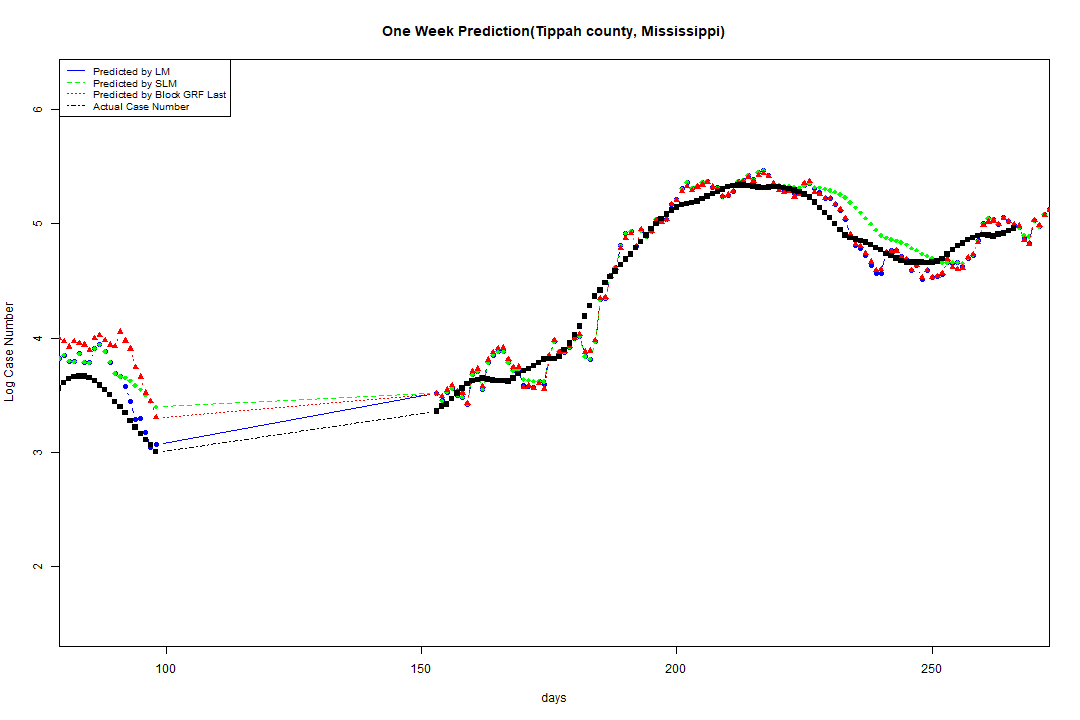 One Week Prediction(Tippah county, Mississippi)
Predicted by LM
Predicted by SLM
Predicted by Block GRF Last
Actual Case Number
6
5
4
3
2
Log Case Number
100 150 200 250
days